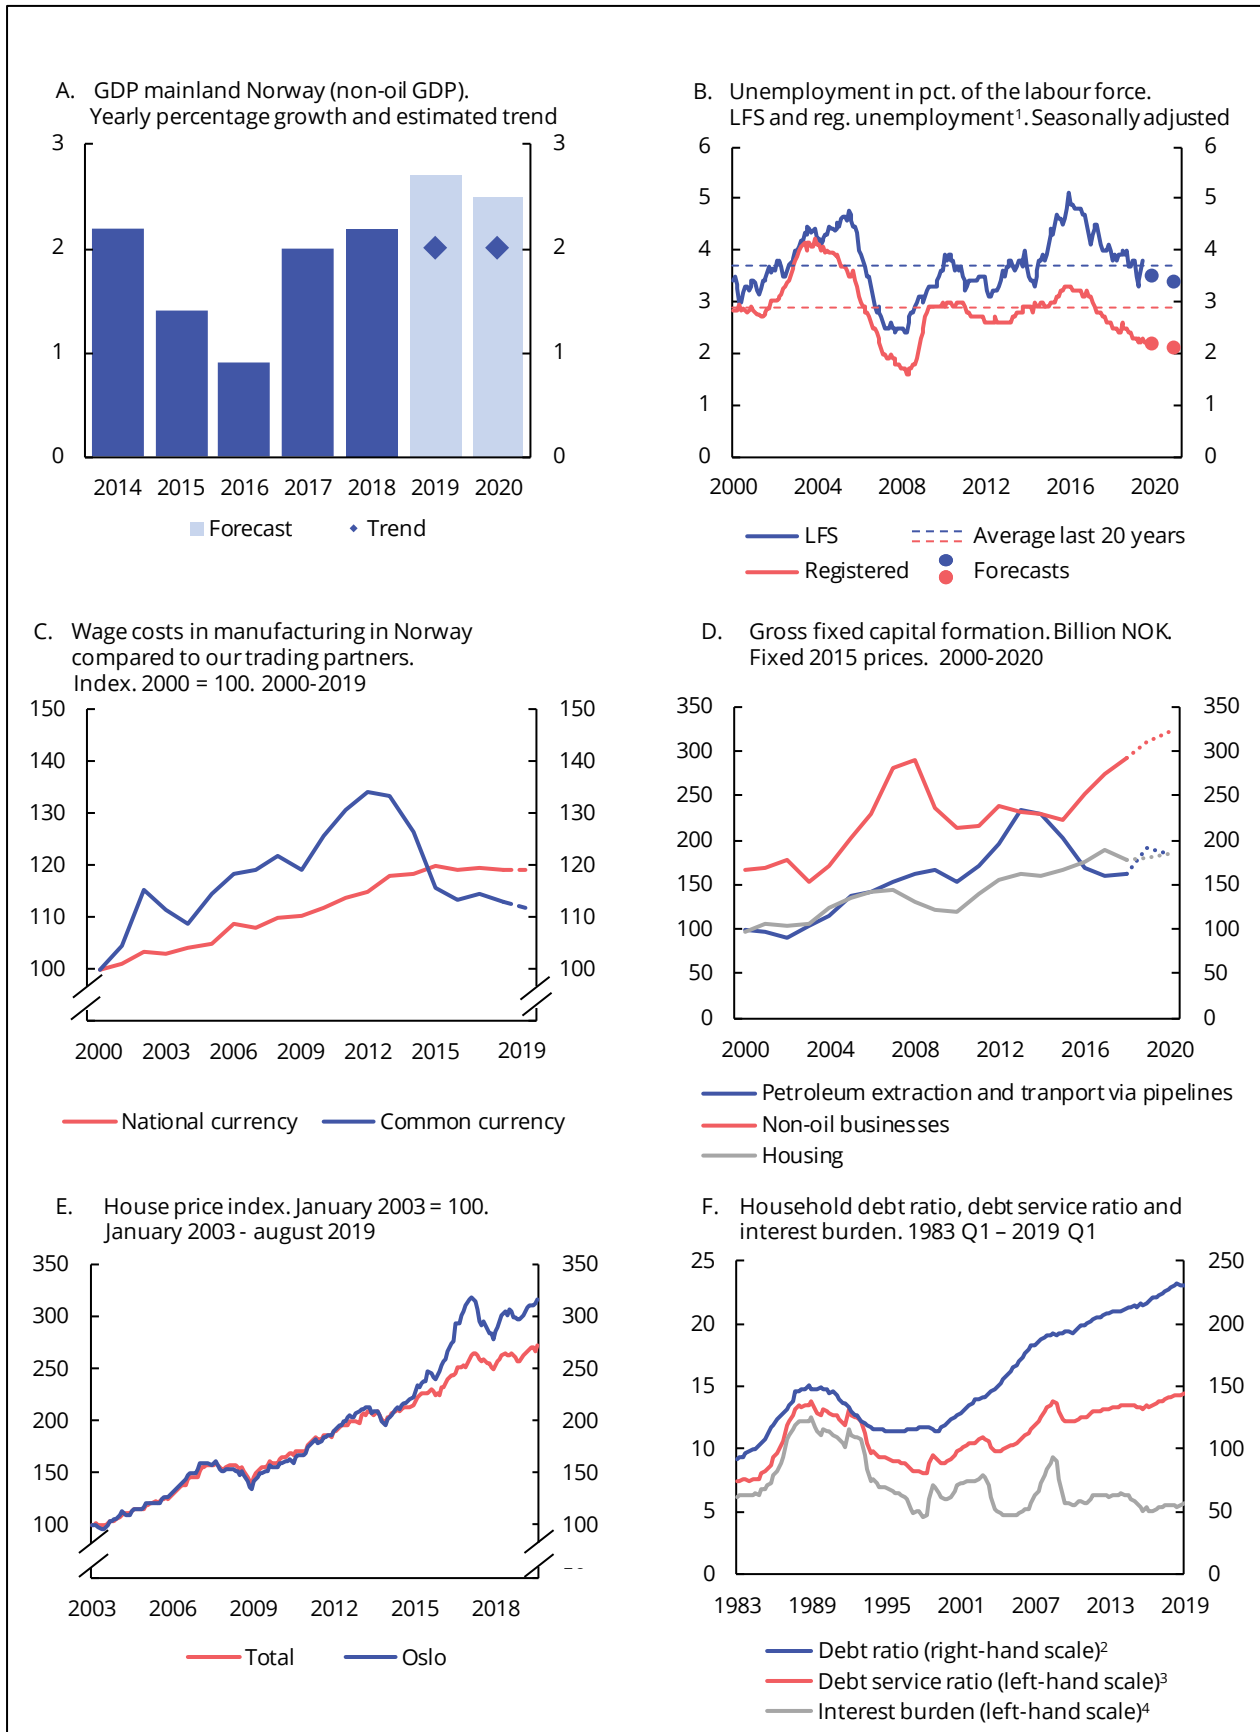 A. GDP mainland Norway (non-oil GDP).
Yearly percentage growth and estimated trend
3 3
2 2
1 1
0 0
2014 2015 2016 2017 2018 2019 2020
Forecast Trend
B. Unemployment in pct. of the labour force.
LFS and reg. unemployment¹. Seasonally adjusted
6 6
5 5
4 4
3 3
2 2
1 1
0 0
2000 2004 2008 2012 2016 2020
LFS Average last 20 years
Registered Forecasts
C. Wage costs in manufacturing in Norway
compared to our trading partners.
Index. 2000 = 100. 2000-2019
150 150
140 140
130 130
120 120
110 110
100 100
2000 2003 2006 2009 2012 2015 2019
National currency Common currency
D. Gross fixed capital formation. Billion NOK.
Fixed 2015 prices. 2000-2020
350 350
300 300
250 250
200 200
150 150
100 100
50 50
0 0
2000 2004 2008 2012 2016 2020
Petroleum extraction and tranport via pipelines
Non-oil businesses
Housing
E. House price index. January 2003 = 100.
January 2003 - august 2019
350 350
300 300
250 250
200 200
150 150
100 100
2003 2006 2009 2012 2015 2018
Total Oslo
F. Household debt ratio, debt service ratio and
interest burden. 1983 Q1 – 2019 Q1
25 250
20 200
15 150
10 100
5 50
0 0
1983 1989 1995 2001 2007 2013 2019
Debt ratio (right-hand scale)²
Debt service ratio (left-hand scale)³
Interest burden (left-hand scale)⁴